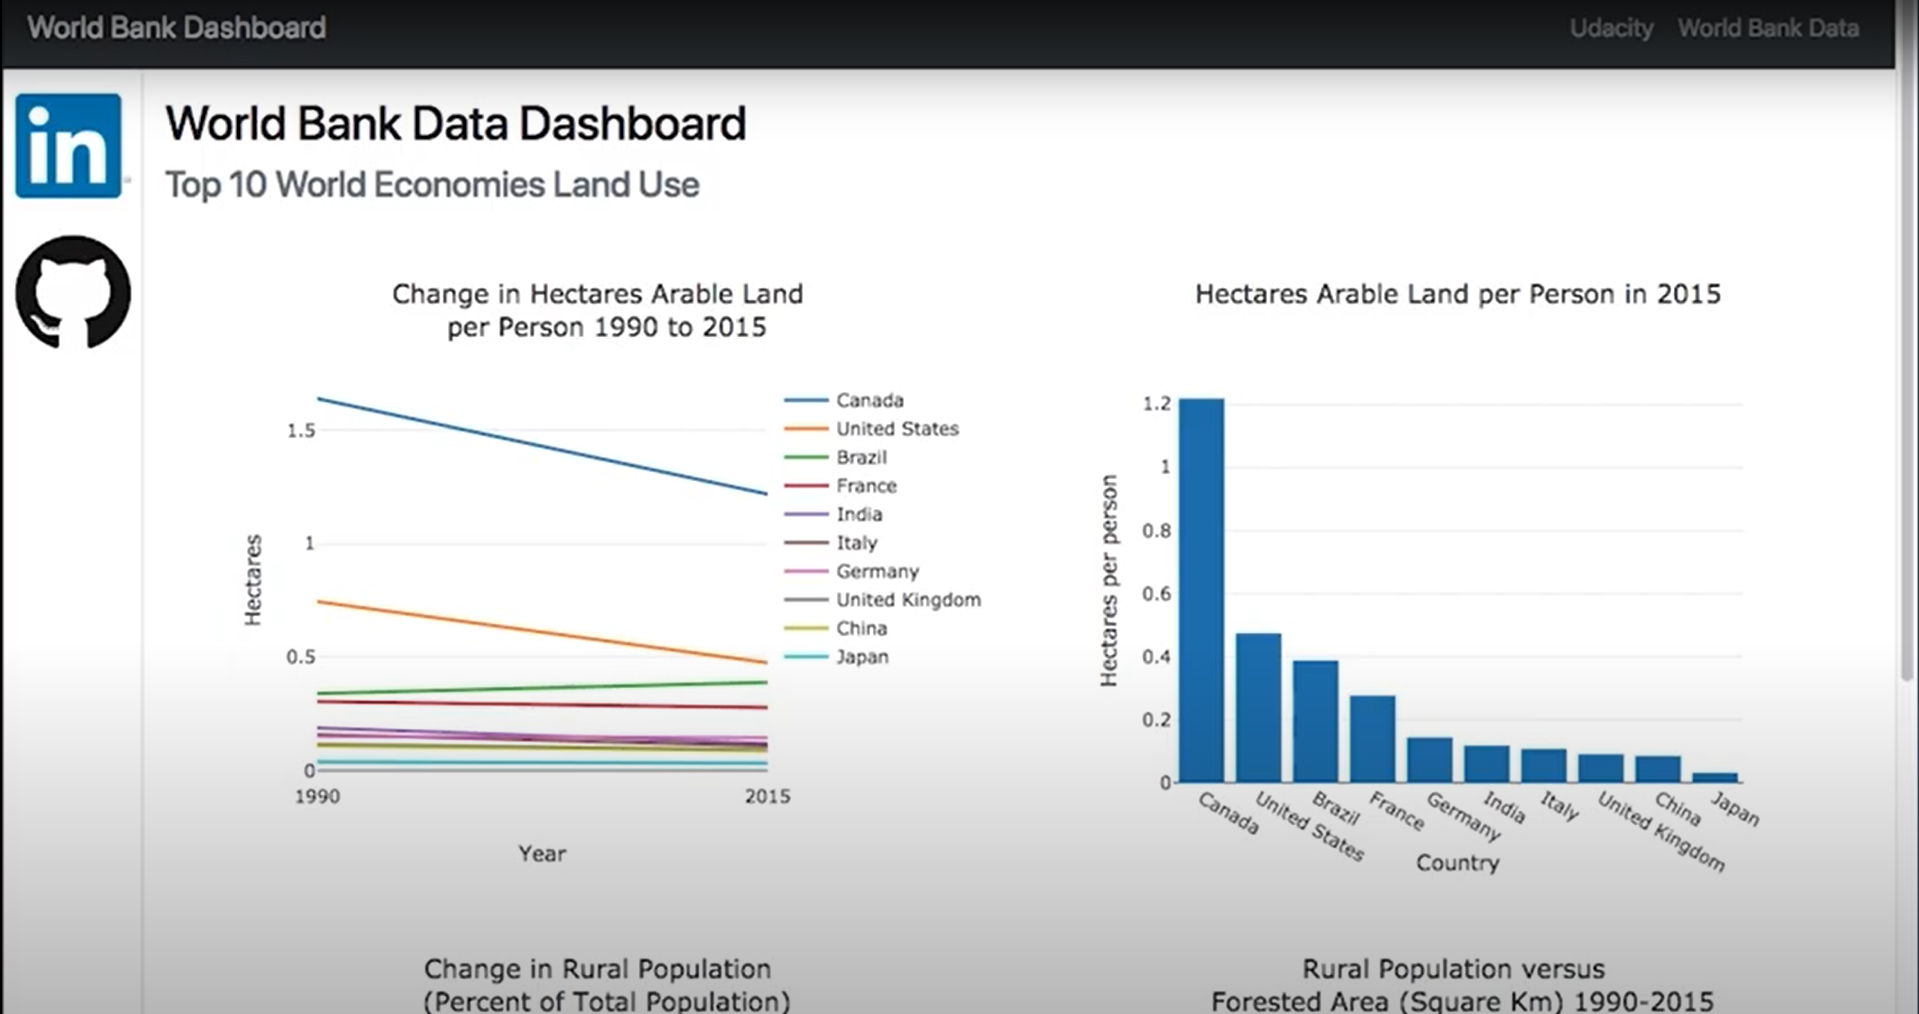 World Bank Dashboard
Udacity World Bank Data
in
World Bank Data Dashboard
Top 10 World Economies Land Use
Change in Hectares Arable Land
per Person 1990 to 2015
Hectares
1.5
1
0.5
0
1990
2015
Year
Canada
United States
Brazil
France
India
Italy
Germany
United Kingdom
China
Japan
Hectares Arable Land per Person in 2015
Hectares per person
1.2
1
0.8
0.6
0.4
0.2
0
Canada
United States
Brazil
France
Germany
India
Italy
United Kingdom
China
Japan
Country
Change in Rural Population
(Percent of Total Population)
Rural Population versus
Forested Area (Square Km) 1990-2015